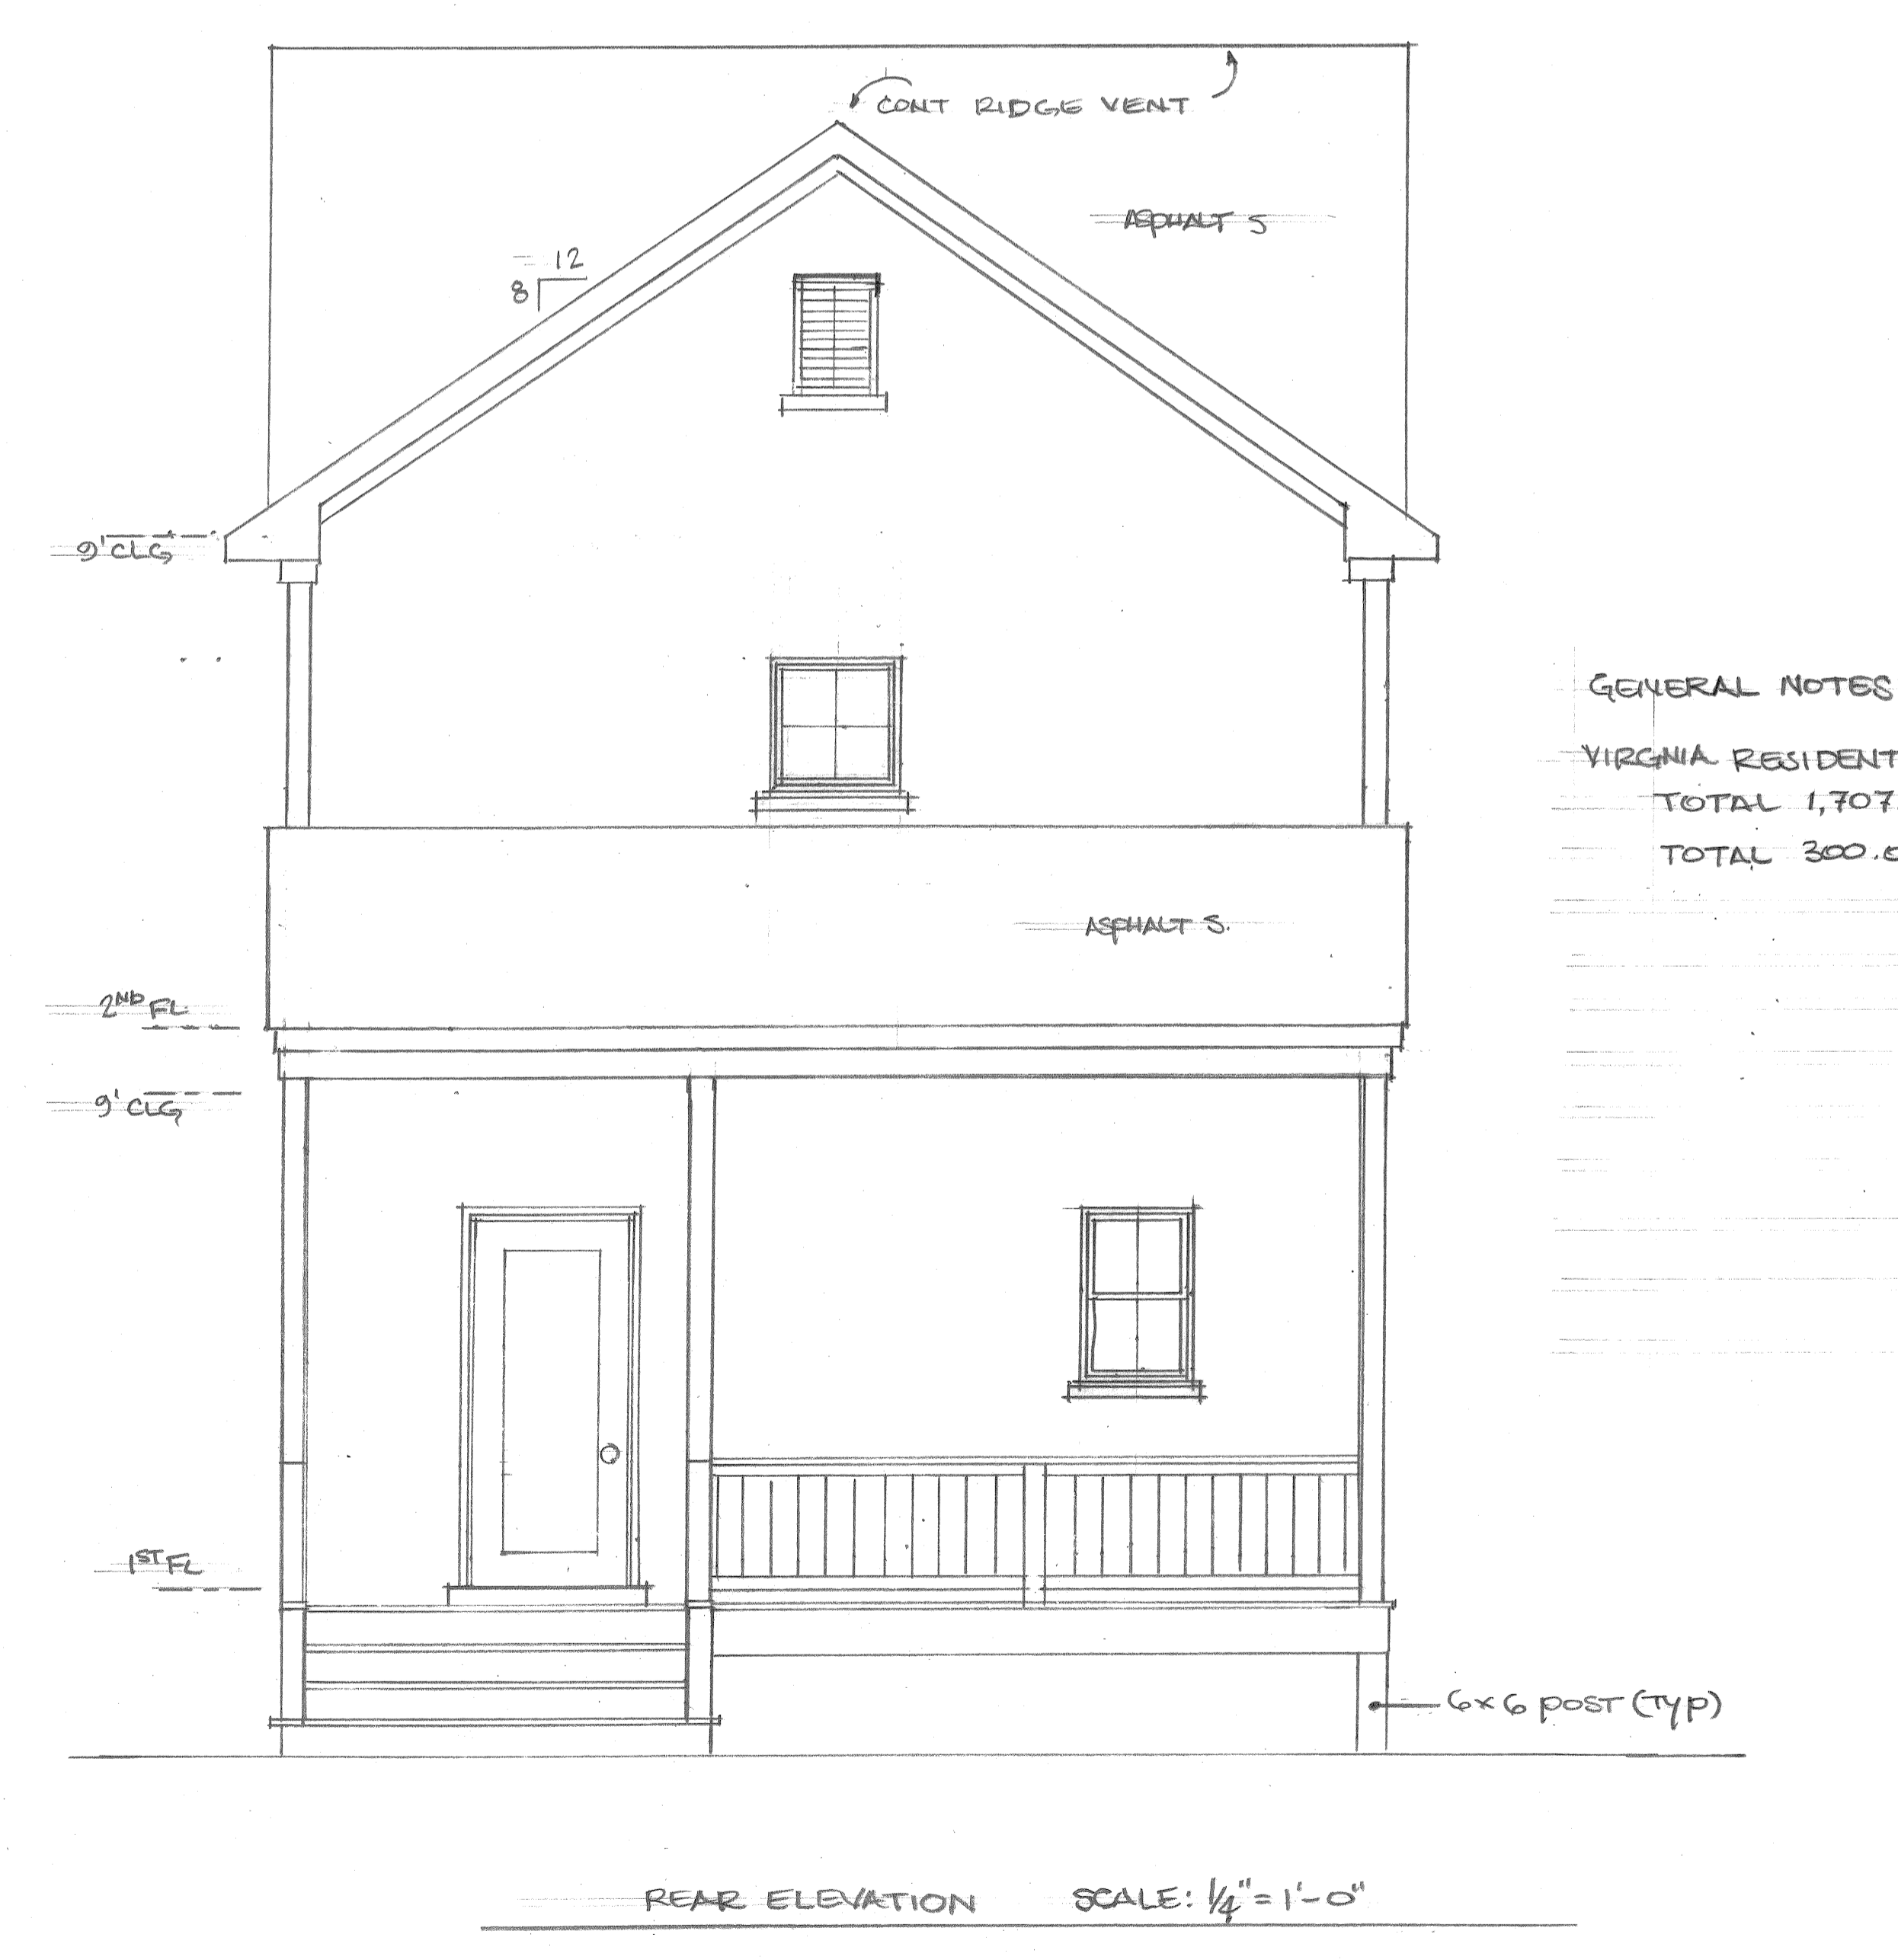 CONT RIDGE VENT
ASPHALT S
12
8
9' CLG
GENERAL NOTES
VIRGNIA RESIDENT
TOTAL 1,707
TOTAL 300.
ASPHALT S.
2ND FL.
9' CLG
1ST FL
6x6 POST (TYP)
REAR ELEVATION SCALE: 1/4" = 1'-0"